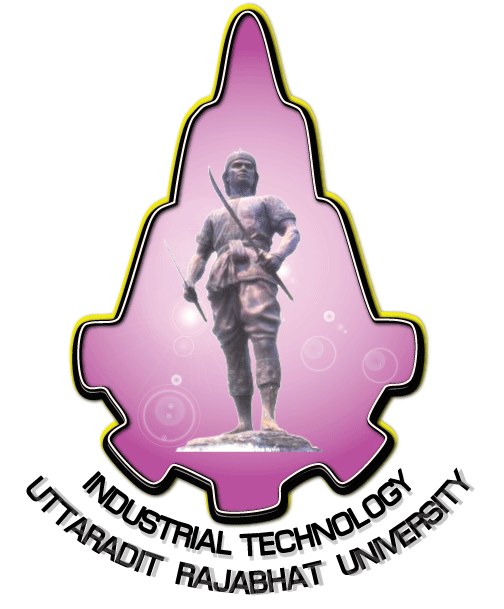 INDUSTRIAL TECHNOLOGY
UTTARADIT RAJABHAT UNIVERSITY